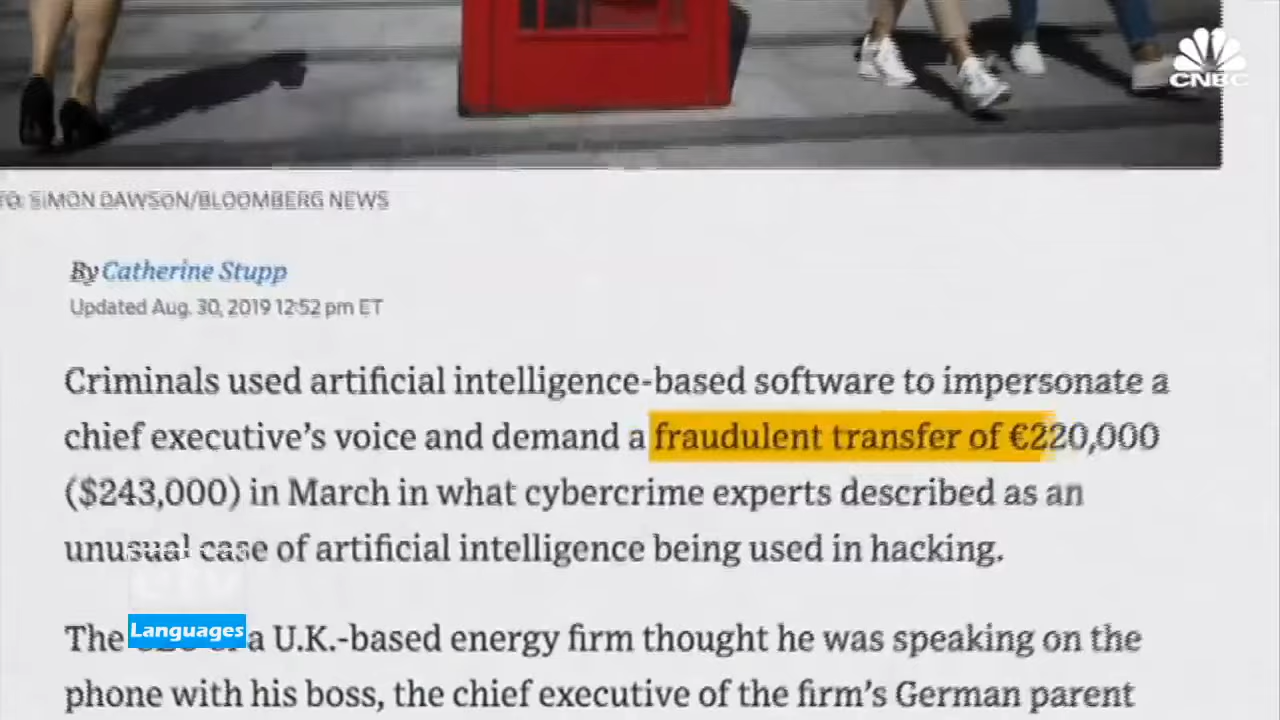 CNBC
TO: SIMON DAWSON/BLOOMBERG NEWS
By Catherine Stupp
Updated Aug. 30, 2019 12:52 pm ET
Criminals used artificial intelligence-based software to impersonate a
chief executive's voice and demand a fraudulent transfer of €220,000
($243,000) in March in what cybercrime experts described as an
unusual case of artificial intelligence being used in hacking.
etv
Languages
The a U.K.-based energy firm thought he was speaking on the
phone with his boss, the chief executive of the firm's German parent